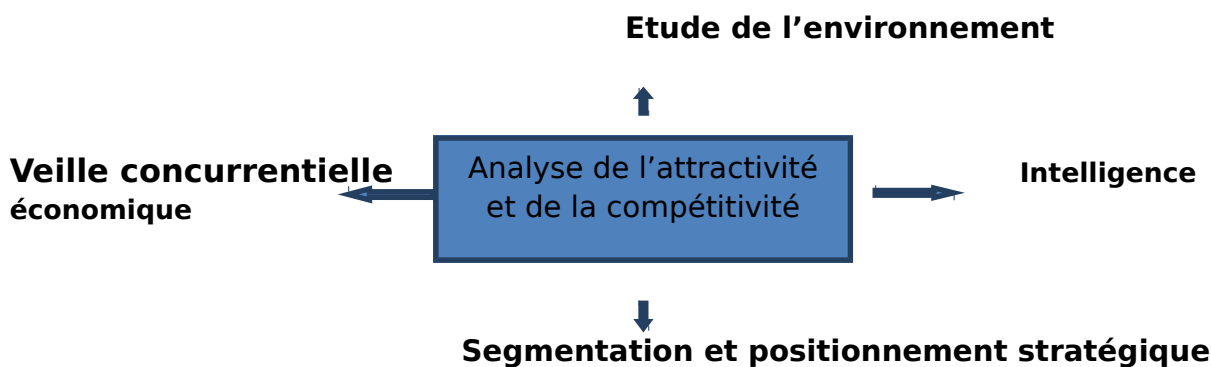 Etude de l’environnement
Analyse de l’attractivité
et de la compétitivité
Veille concurrentielle
économique
Intelligence
Segmentation et positionnement stratégique